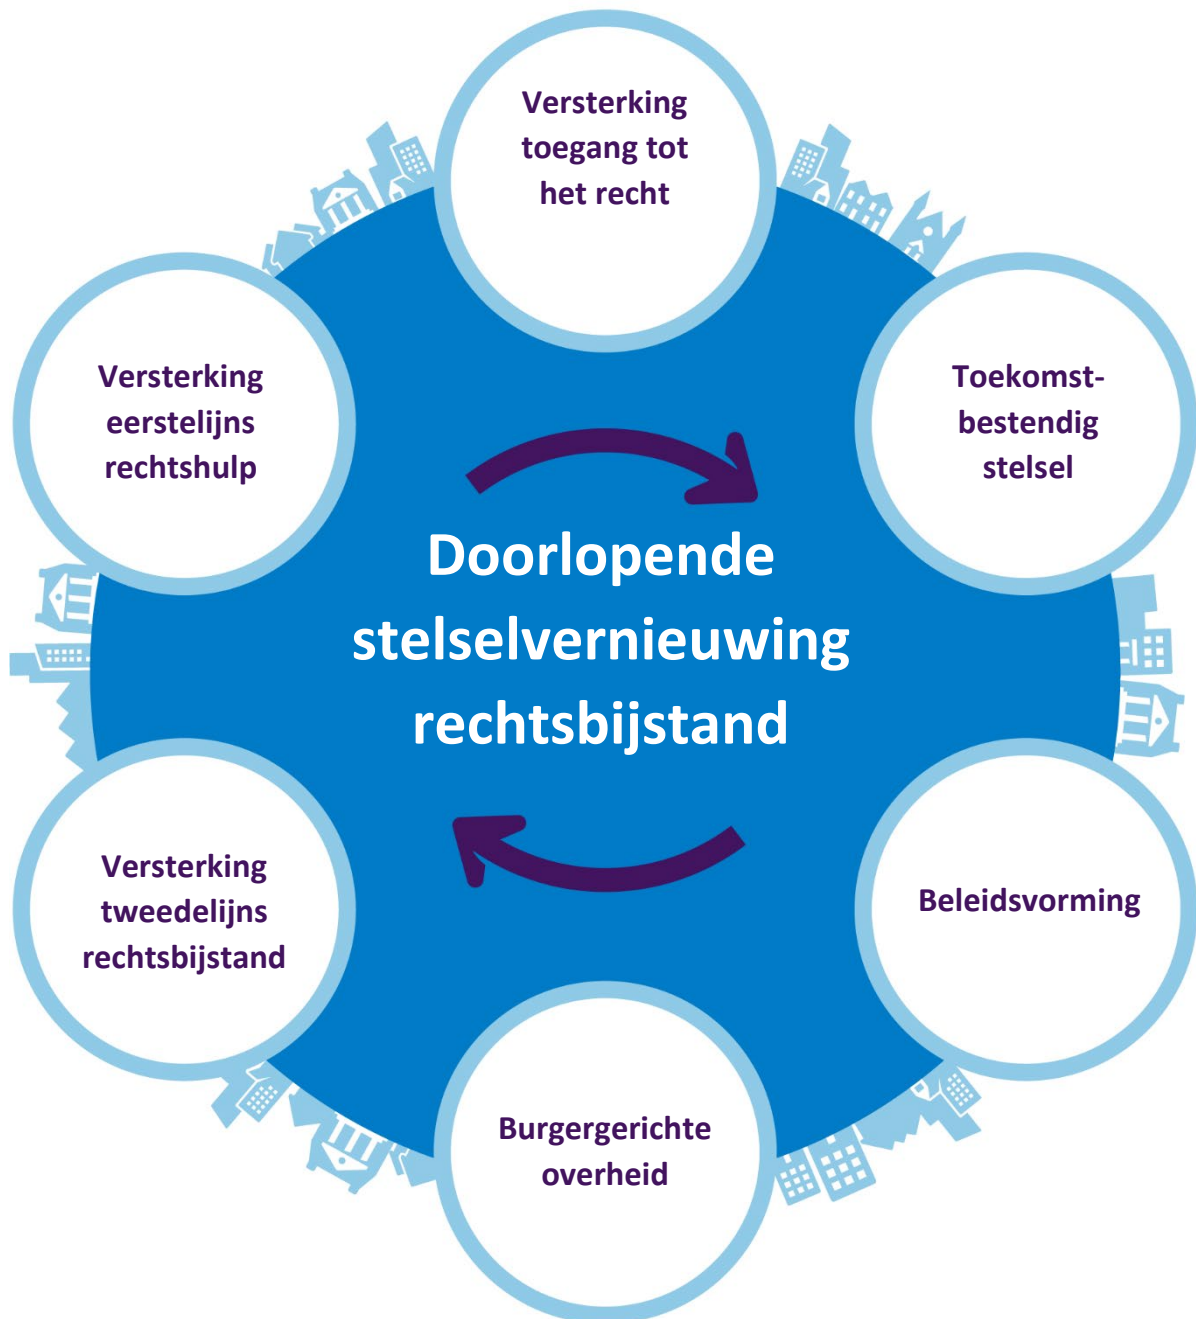 Versterking
toegang tot
het recht
Versterking
eerstelijns
rechtshulp
Toekomst-
bestendig
stelsel
Doorlopende
stelselvernieuwing
rechtsbijstand
Versterking
tweedelijns
rechtsbijstand
Beleidsvorming
Burgergerichte
overheid